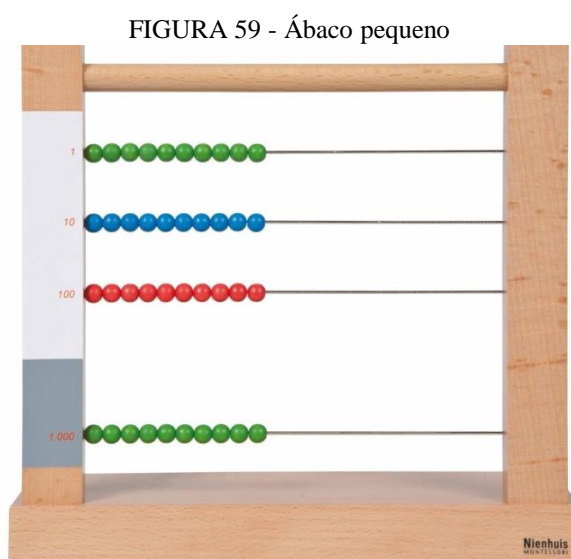 FIGURA 59 - Ábaco pequeno
1
10
100
1.000
Nienhuis
MONTESSORI